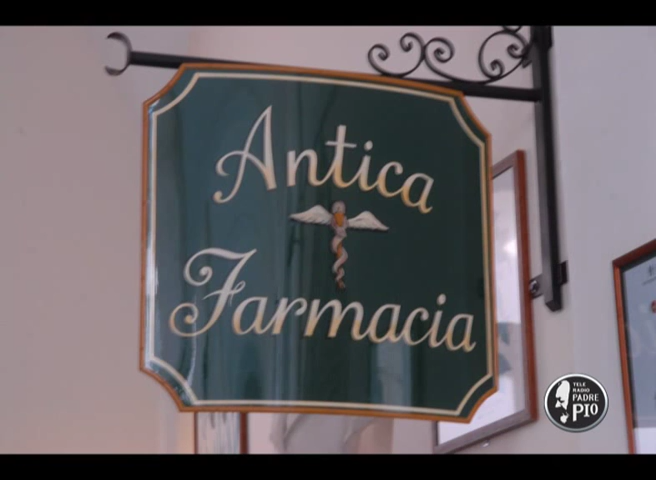 Antica
Farmacia
TELE
RADIO
PADRE
PIO